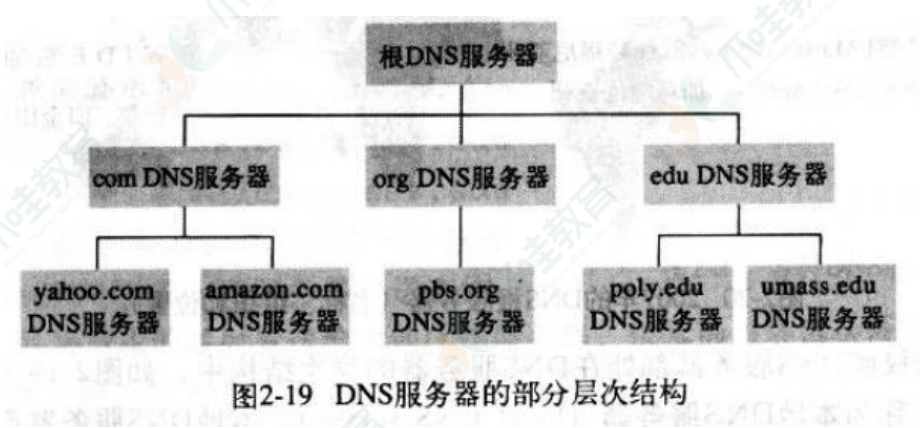 根DNS服务器
com DNS服务器
org DNS服务器
edu DNS服务器
yahoo.com
DNS服务器
amazon.com
DNS服务器
pbs.org
DNS服务器
poly.edu
DNS服务器
umass.edu
DNS服务器
图2-19 DNS服务器的部分层次结构